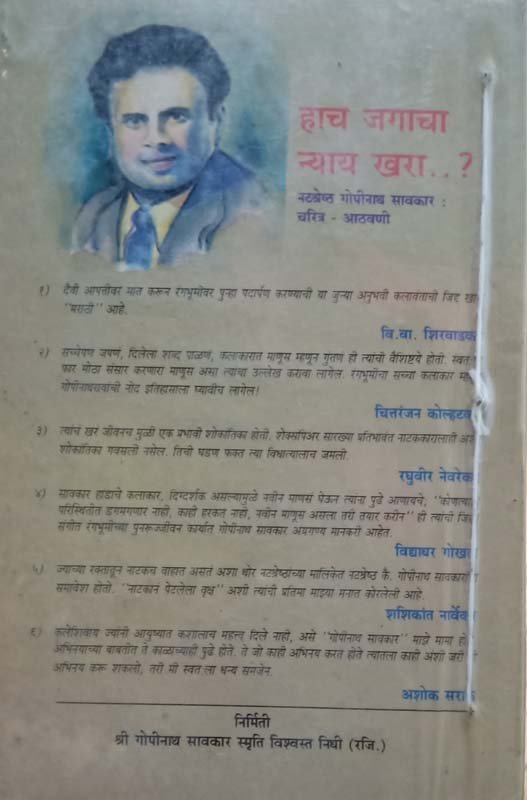 हाच जगाचा
न्याय खरा..?
नटश्रेष्ठ गोपीनाथ सावकार :
चरित्र - आठवणी
१) दैवी आपत्तीवर मात करून रंगभूमीवर पुन्हा पदार्पण करण्याची या जुन्या अनुभवी कलावंताची जिद्द
"मराठी" आहे.
वि.वा. शिरवाडक
२) सच्चेपण जपणं, दिलेला शब्द पाळणं, कलाकारात माणूस म्हणून गुंतणं ही त्यांची वैशिष्टये होती.
फार मोठा संसार करणारा माणूस असा त्यांचा उल्लेख करावा लागेल. रंगभूमीचा सच्चा कलाकार
गोपीनाथरावांची नोंद इतिहासाला घ्यावीच लागेल!
चित्तरंजन कोल्हटक
३) त्यांचं खरं जीवनच मुळी एक प्रभावी शोकांतिका होती. शेक्सपिअर सारख्या प्रतिभावंत नाटककारालाही
शोकांतिका गवसली नसेल. तिची घडण फक्त त्या विधात्यालाच जमली.
रघुवीर नेवरेक
४) सावकार हाडाचे कलाकार, दिग्दर्शक असल्यामुळे नवीन माणसं घेऊन त्यांना पुढे आणायचे,
परिस्थितीत डगमगणार नाही, काही हरकत नाही, नवीन माणूस असला तरी तयार करीन" ही त्यांची
संगीत रंगभूमीच्या पुनरूज्जीवन कार्यात गोपीनाथ सावकार अग्रगण्य मानकरी आहेत.
विद्याधर गोखल
५) ज्यांच्या रक्तातून नाटकच वाहात असतं अशा थोर नटश्रेष्ठांच्या मालिकेत नटश्रेष्ठ कै. गोपीनाथ
समावेश होतो. "नाटकानं पेटलेला वृक्ष" अशी त्यांची प्रतिमा माझ्या मनात कोरलेली आहे.
शशिकांत नार्वेक
६) कलेशिवाय ज्यांनी आयुष्यात कशालाच महत्त्व दिले नाही, असे "गोपीनाथ सावकार" माझे मामा
अभिनयाच्या बाबतीत ते काळाच्याही पुढे होते. ते जो काही अभिनय करत होते त्यातला काही अंशी जरी
अभिनय करू शकलो, तरी मी स्वतःला धन्य समजेन.
अशोक सरा
निर्मिती
श्री गोपीनाथ सावकार स्मृति विश्वस्त निधी (रजि.)